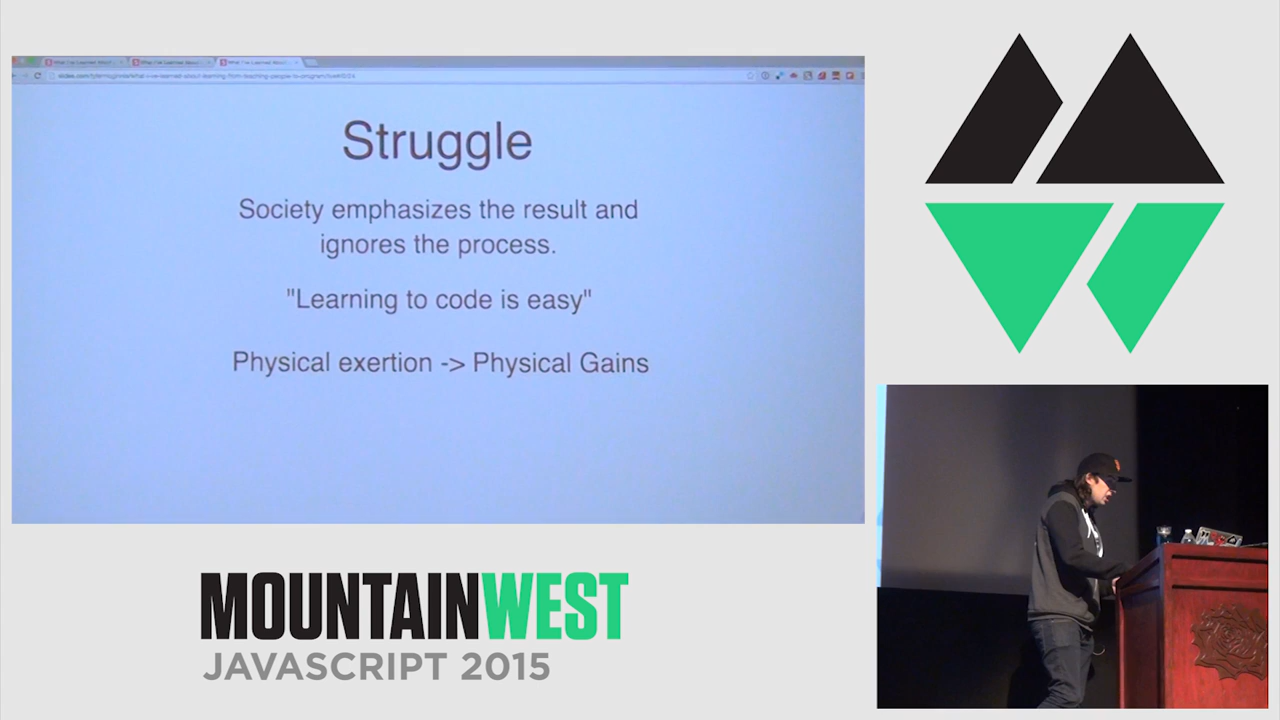 Struggle
Society emphasizes the result and
ignores the process.
"Learning to code is easy"
Physical exertion -> Physical Gains
MOUNTAINWEST
JAVASCRIPT 2015